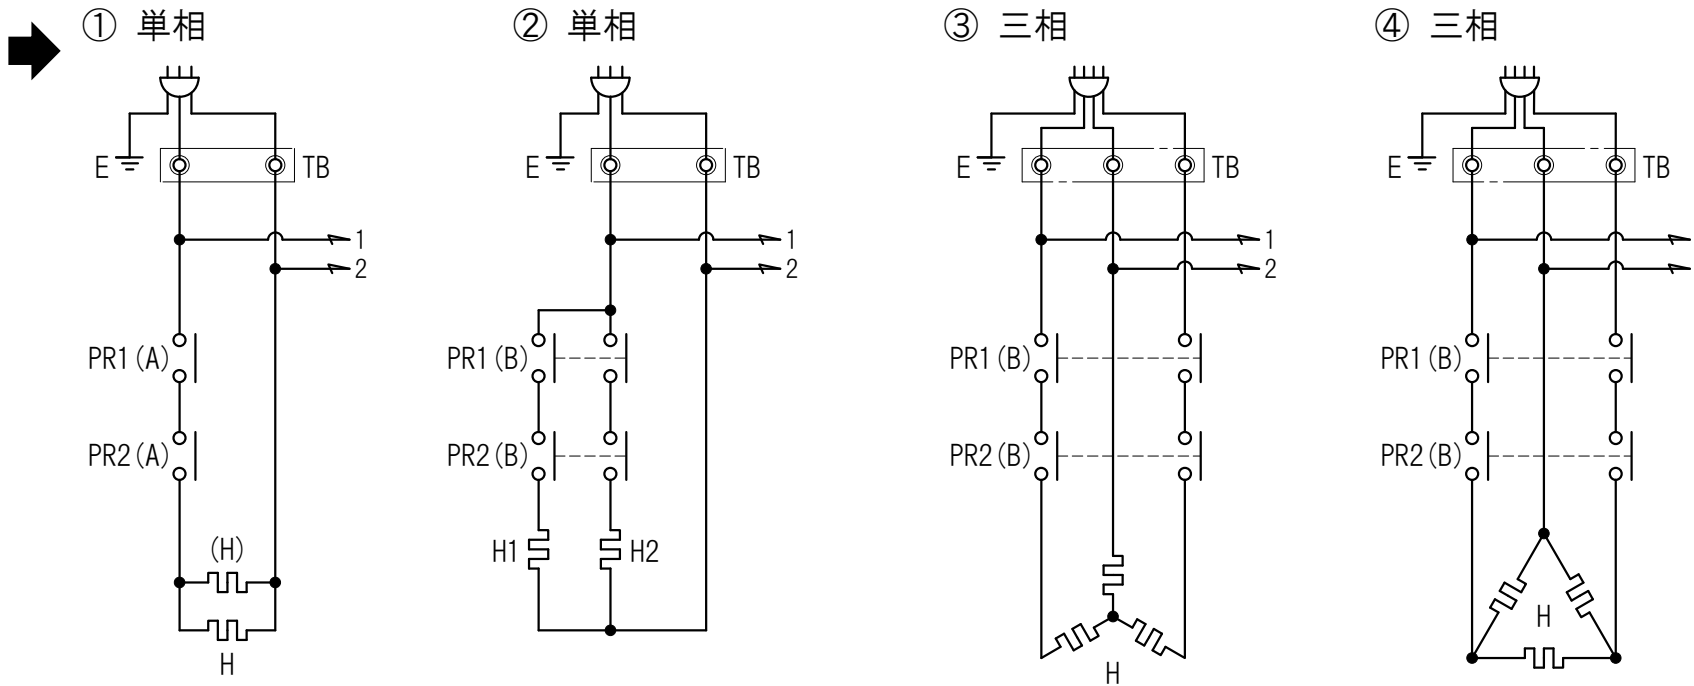 ① 単相
② 単相
③ 三相
④ 三相
E
TB
E
TB
E
TB
E
TB
1
2
1
2
1
2
PR1(A)
PR1(B)
PR1(B)
PR1(B)
PR2(A)
PR2(B)
PR2(B)
PR2(B)
(H)
H
H1
H2
H
H